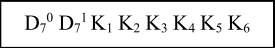 D₇⁰ D₇¹ K₁ K₂ K₃ K₄ K₅ K₆